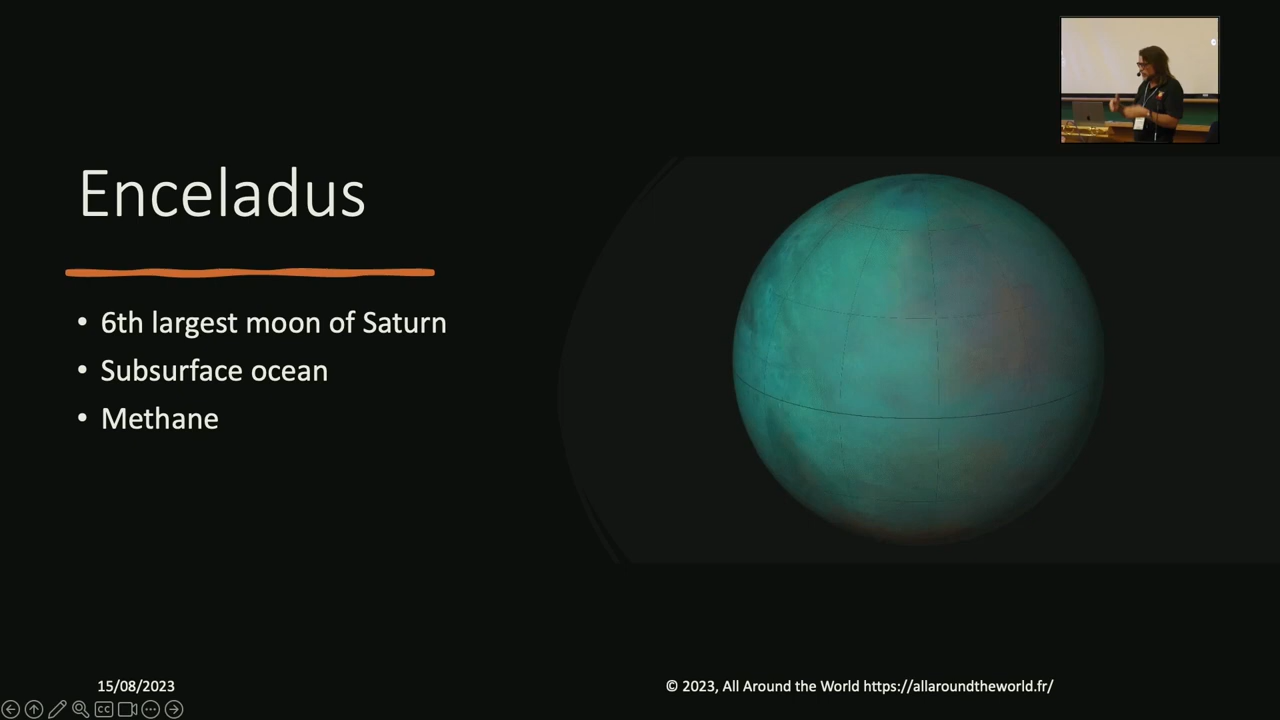 Enceladus
• 6th largest moon of Saturn
• Subsurface ocean
• Methane
15/08/2023
© 2023, All Around the World https://allaroundtheworld.fr/
CC